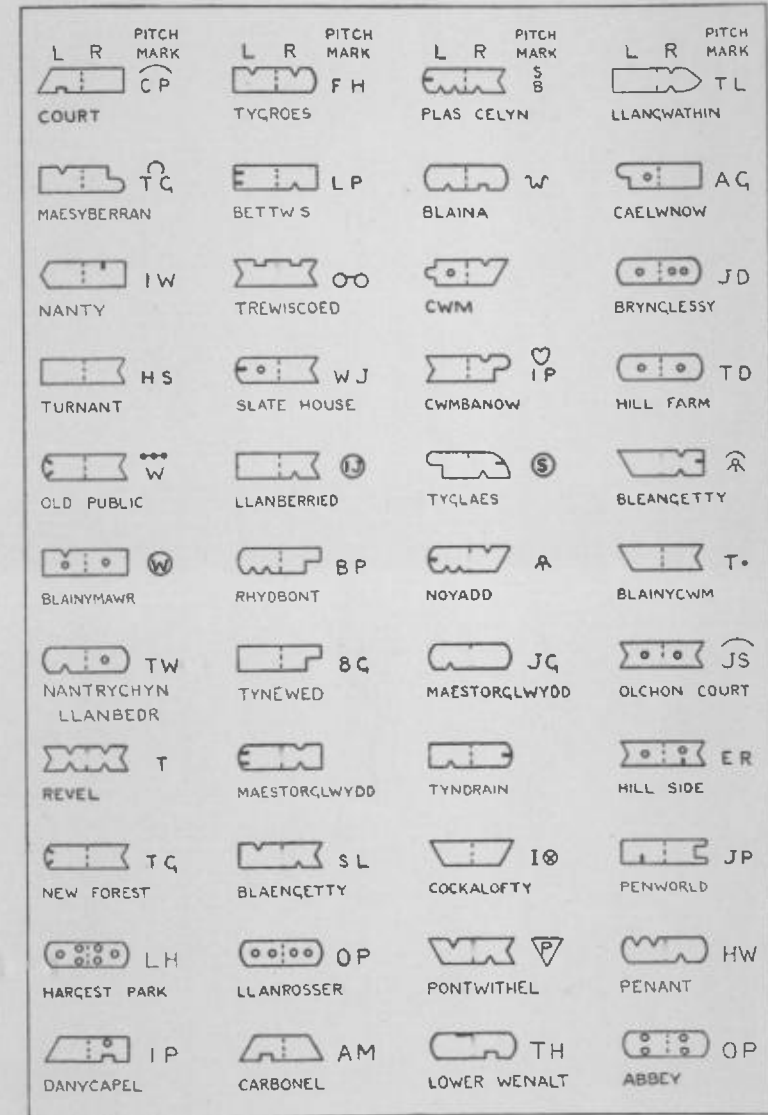 L R PITCH MARK L R PITCH MARK L R PITCH MARK L R PITCH MARK
CP FH S B TL
COURT TYGROES PLAS CELYN LLANGWATHIN
TG LP W AG
MAESYBERRAN BETTWS BLAINA CAELWNOW
IW JD
NANTY TREWISCOED CWM BRYNGLESSY
HS WJ IP TD
TURNANT SLATE HOUSE CWMBANOW HILL FARM
W IJ S R
OLD PUBLIC LLANBERRIED TYGLAES BLEANGETTY
W BP R T.
BLAINYMAWR RHYDBONT NOYADD BLAINYCWM
TW 8G JG JS
NANTRYCHYN LLANBEDR TYNEWED MAESTORGLWYDD OLCHON COURT
T ER
REVEL MAESTORGLWYDD TYNDRAIN HILL SIDE
TG SL I⊗ JP
NEW FOREST BLAENGETTY COCKALOFTY PENWORLD
LH OP P HW
HARGEST PARK LLANROSSER PONTWITHEL PENANT
IP AM TH OP
DANYCAPEL CARBONEL LOWER WENALT ABBEY